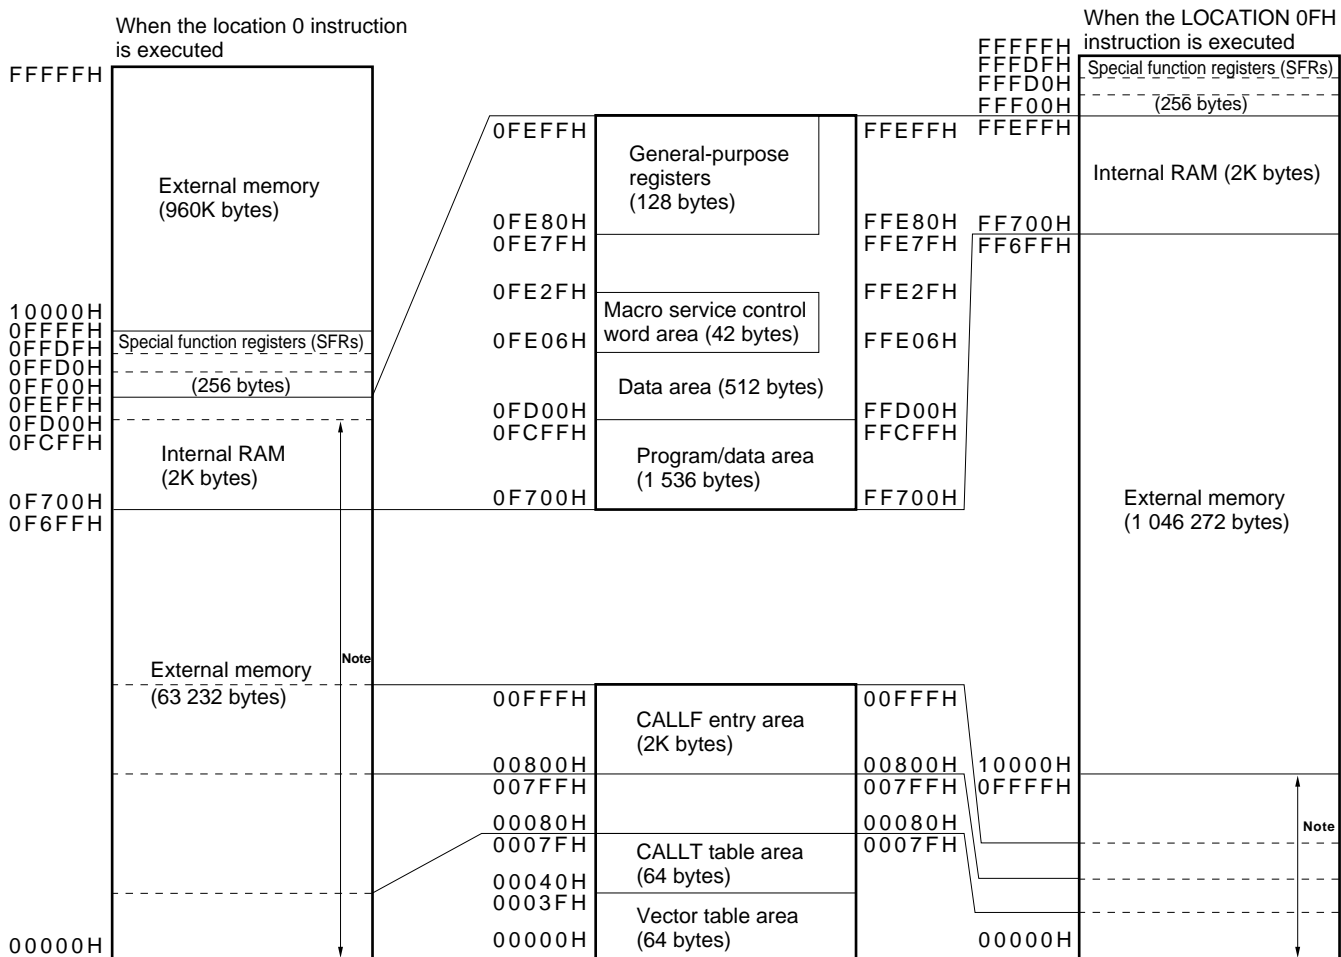 When the location 0 instruction
is executed
FFFFFH
External memory
(960K bytes)
10000H
0FFFFH
Special function registers (SFRs)
0FFDFH
0FFD0H
0FF00H
(256 bytes)
0FEFFH
0FD00H
0FCFFH
Internal RAM
(2K bytes)
0F700H
0F6FFH
Note
External memory
(63 232 bytes)
00000H
0FEFFH
General-purpose
registers
(128 bytes)
0FE80H
0FE7FH
0FE2FH
Macro service control
word area (42 bytes)
0FE06H
Data area (512 bytes)
0FD00H
0FCFFH
Program/data area
(1 536 bytes)
0F700H
FFEFFH
FFE80H
FFE7FH
FFE2FH
FFE06H
FFD00H
FFCFFH
FF700H
00FFFH
CALLF entry area
(2K bytes)
00800H
007FFH
00080H
0007FH
CALLT table area
(64 bytes)
00040H
0003FH
Vector table area
(64 bytes)
00000H
00FFFH
00800H
007FFH
00080H
0007FH
When the LOCATION 0FH
instruction is executed
FFFFFH
FFFDFH
Special function registers (SFRs)
FFFD0H
FFF00H
(256 bytes)
FFEFFH
Internal RAM (2K bytes)
FF700H
FF6FFH
External memory
(1 046 272 bytes)
10000H
0FFFFH
Note
00000H